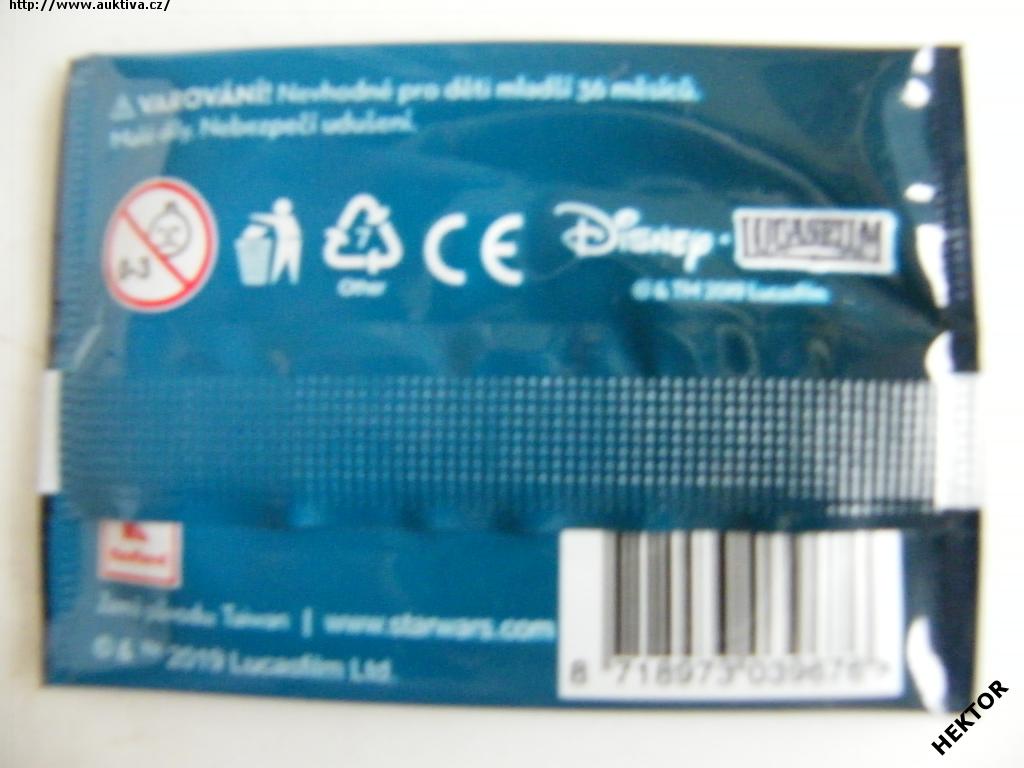 http://www.auktiva.cz/
VAROVÁNÍ! Nevhodné pro děti mladší 36 měsíců.
Malé díly. Nebezpečí udušení.
0-3
7
Other
CE
Disney · LUCASFILM
© & TM 2019 Lucasfilm
Kaufland
Země původu Taiwan | www.starwars.com
© & ™ 2019 Lucasfilm Ltd.
8 718973 039676 >
HEKTOR